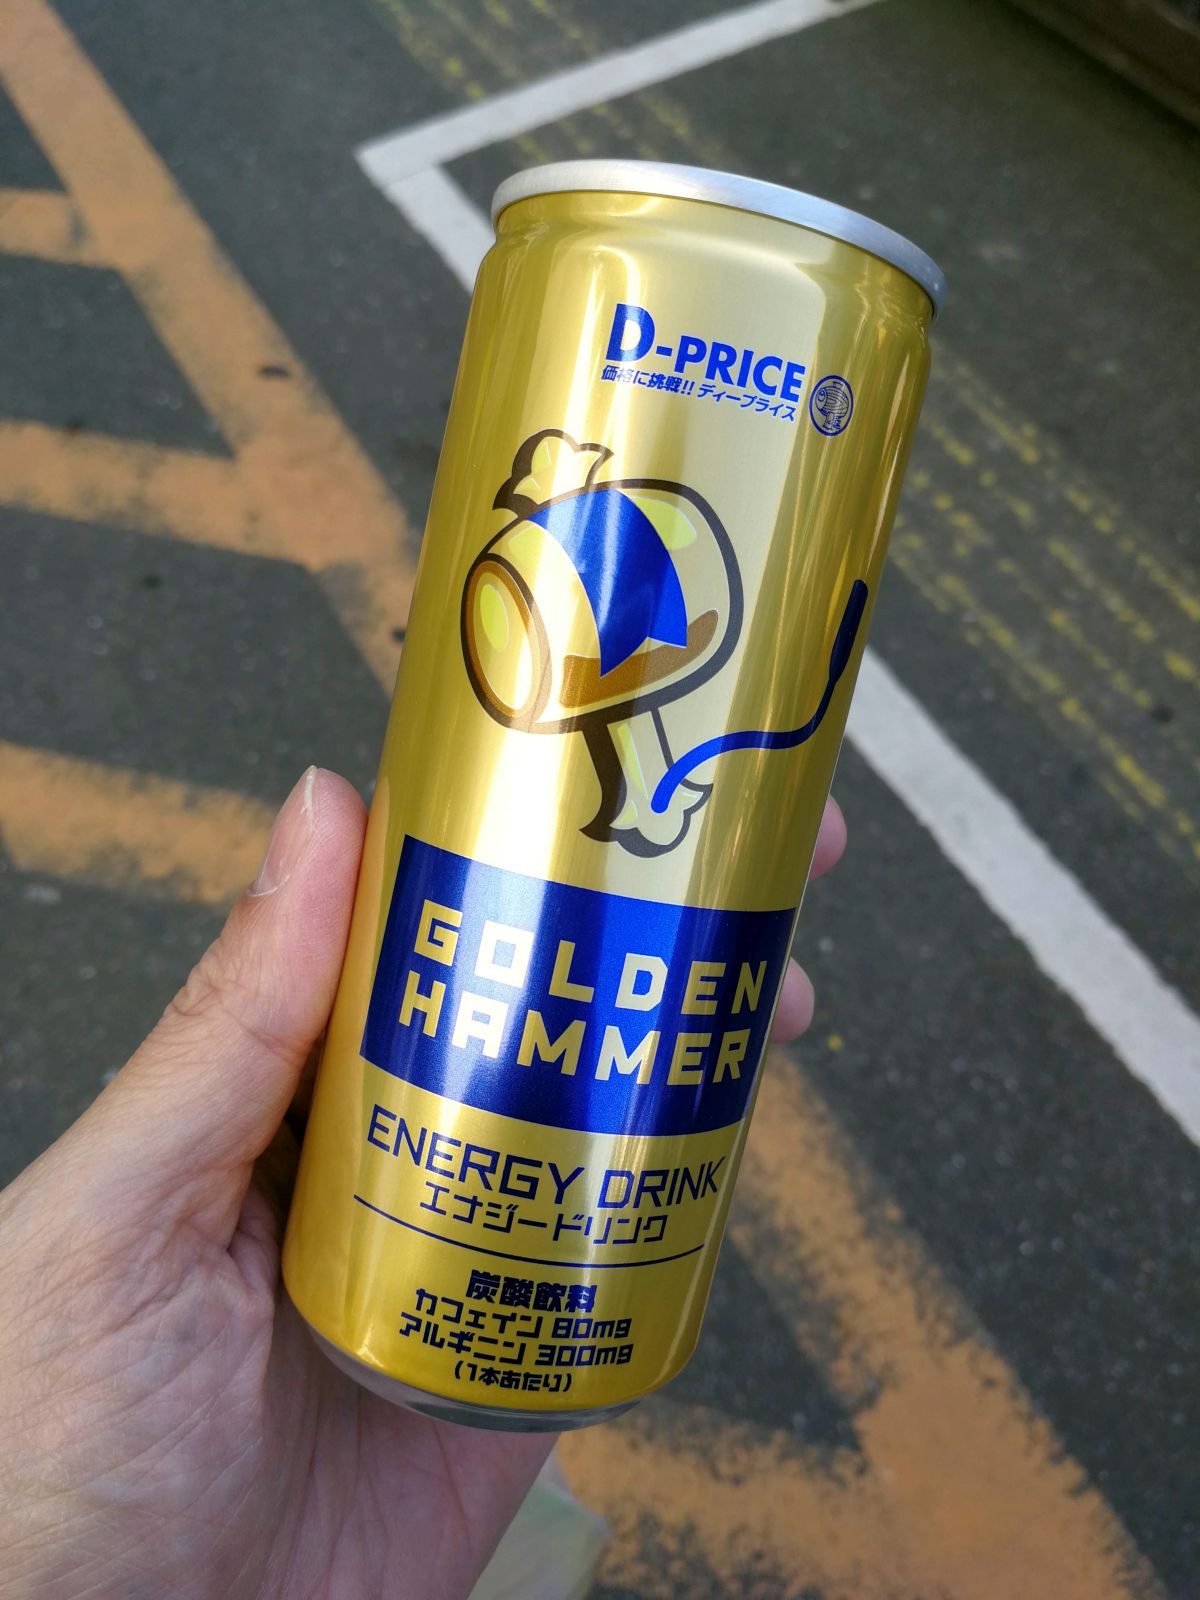 D-PRICE
価格に挑戦!! ディープライス
GOLDEN
HAMMER
ENERGY DRINK
エナジードリンク
炭酸飲料
カフェイン 80mg
アルギニン 300mg
(1本あたり)